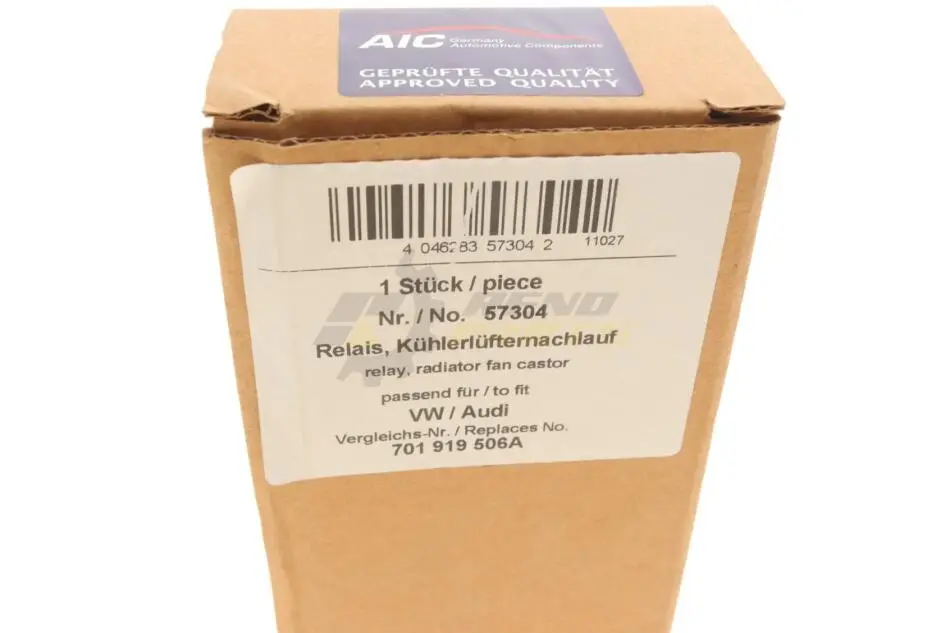 AIC Germany
Automotive Components
GEPRÜFTE QUALITÄT
APPROVED QUALITY
4 046283 57304 2 11027
1 Stück / piece
Nr. / No. 57304
Relais, Kühlerlüfternachlauf
relay, radiator fan castor
passend für / to fit
VW / Audi
Vergleichs-Nr. / Replaces No.
701 919 506A